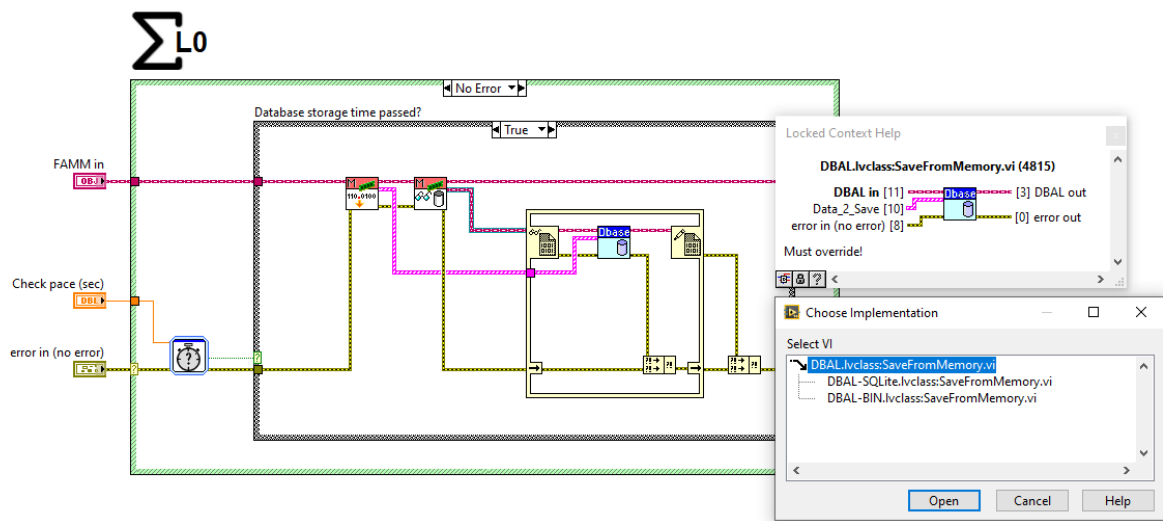 ΣL0
No Error
Database storage time passed?
True
FAMM in
OBJ
M
110:0100
M
Dbase
Check pace (sec)
DBL
error in (no error)
?
?
?
Locked Context Help
DBAL.lvclass:SaveFromMemory.vi (4815)
DBAL in [11]
Data_2_Save [10]
error in (no error) [8]
Dbase
[3] DBAL out
[0] error out
Must override!
?
Choose Implementation
Select VI
DBAL.lvclass:SaveFromMemory.vi
DBAL-SQLite.lvclass:SaveFromMemory.vi
DBAL-BIN.lvclass:SaveFromMemory.vi
Open
Cancel
Help